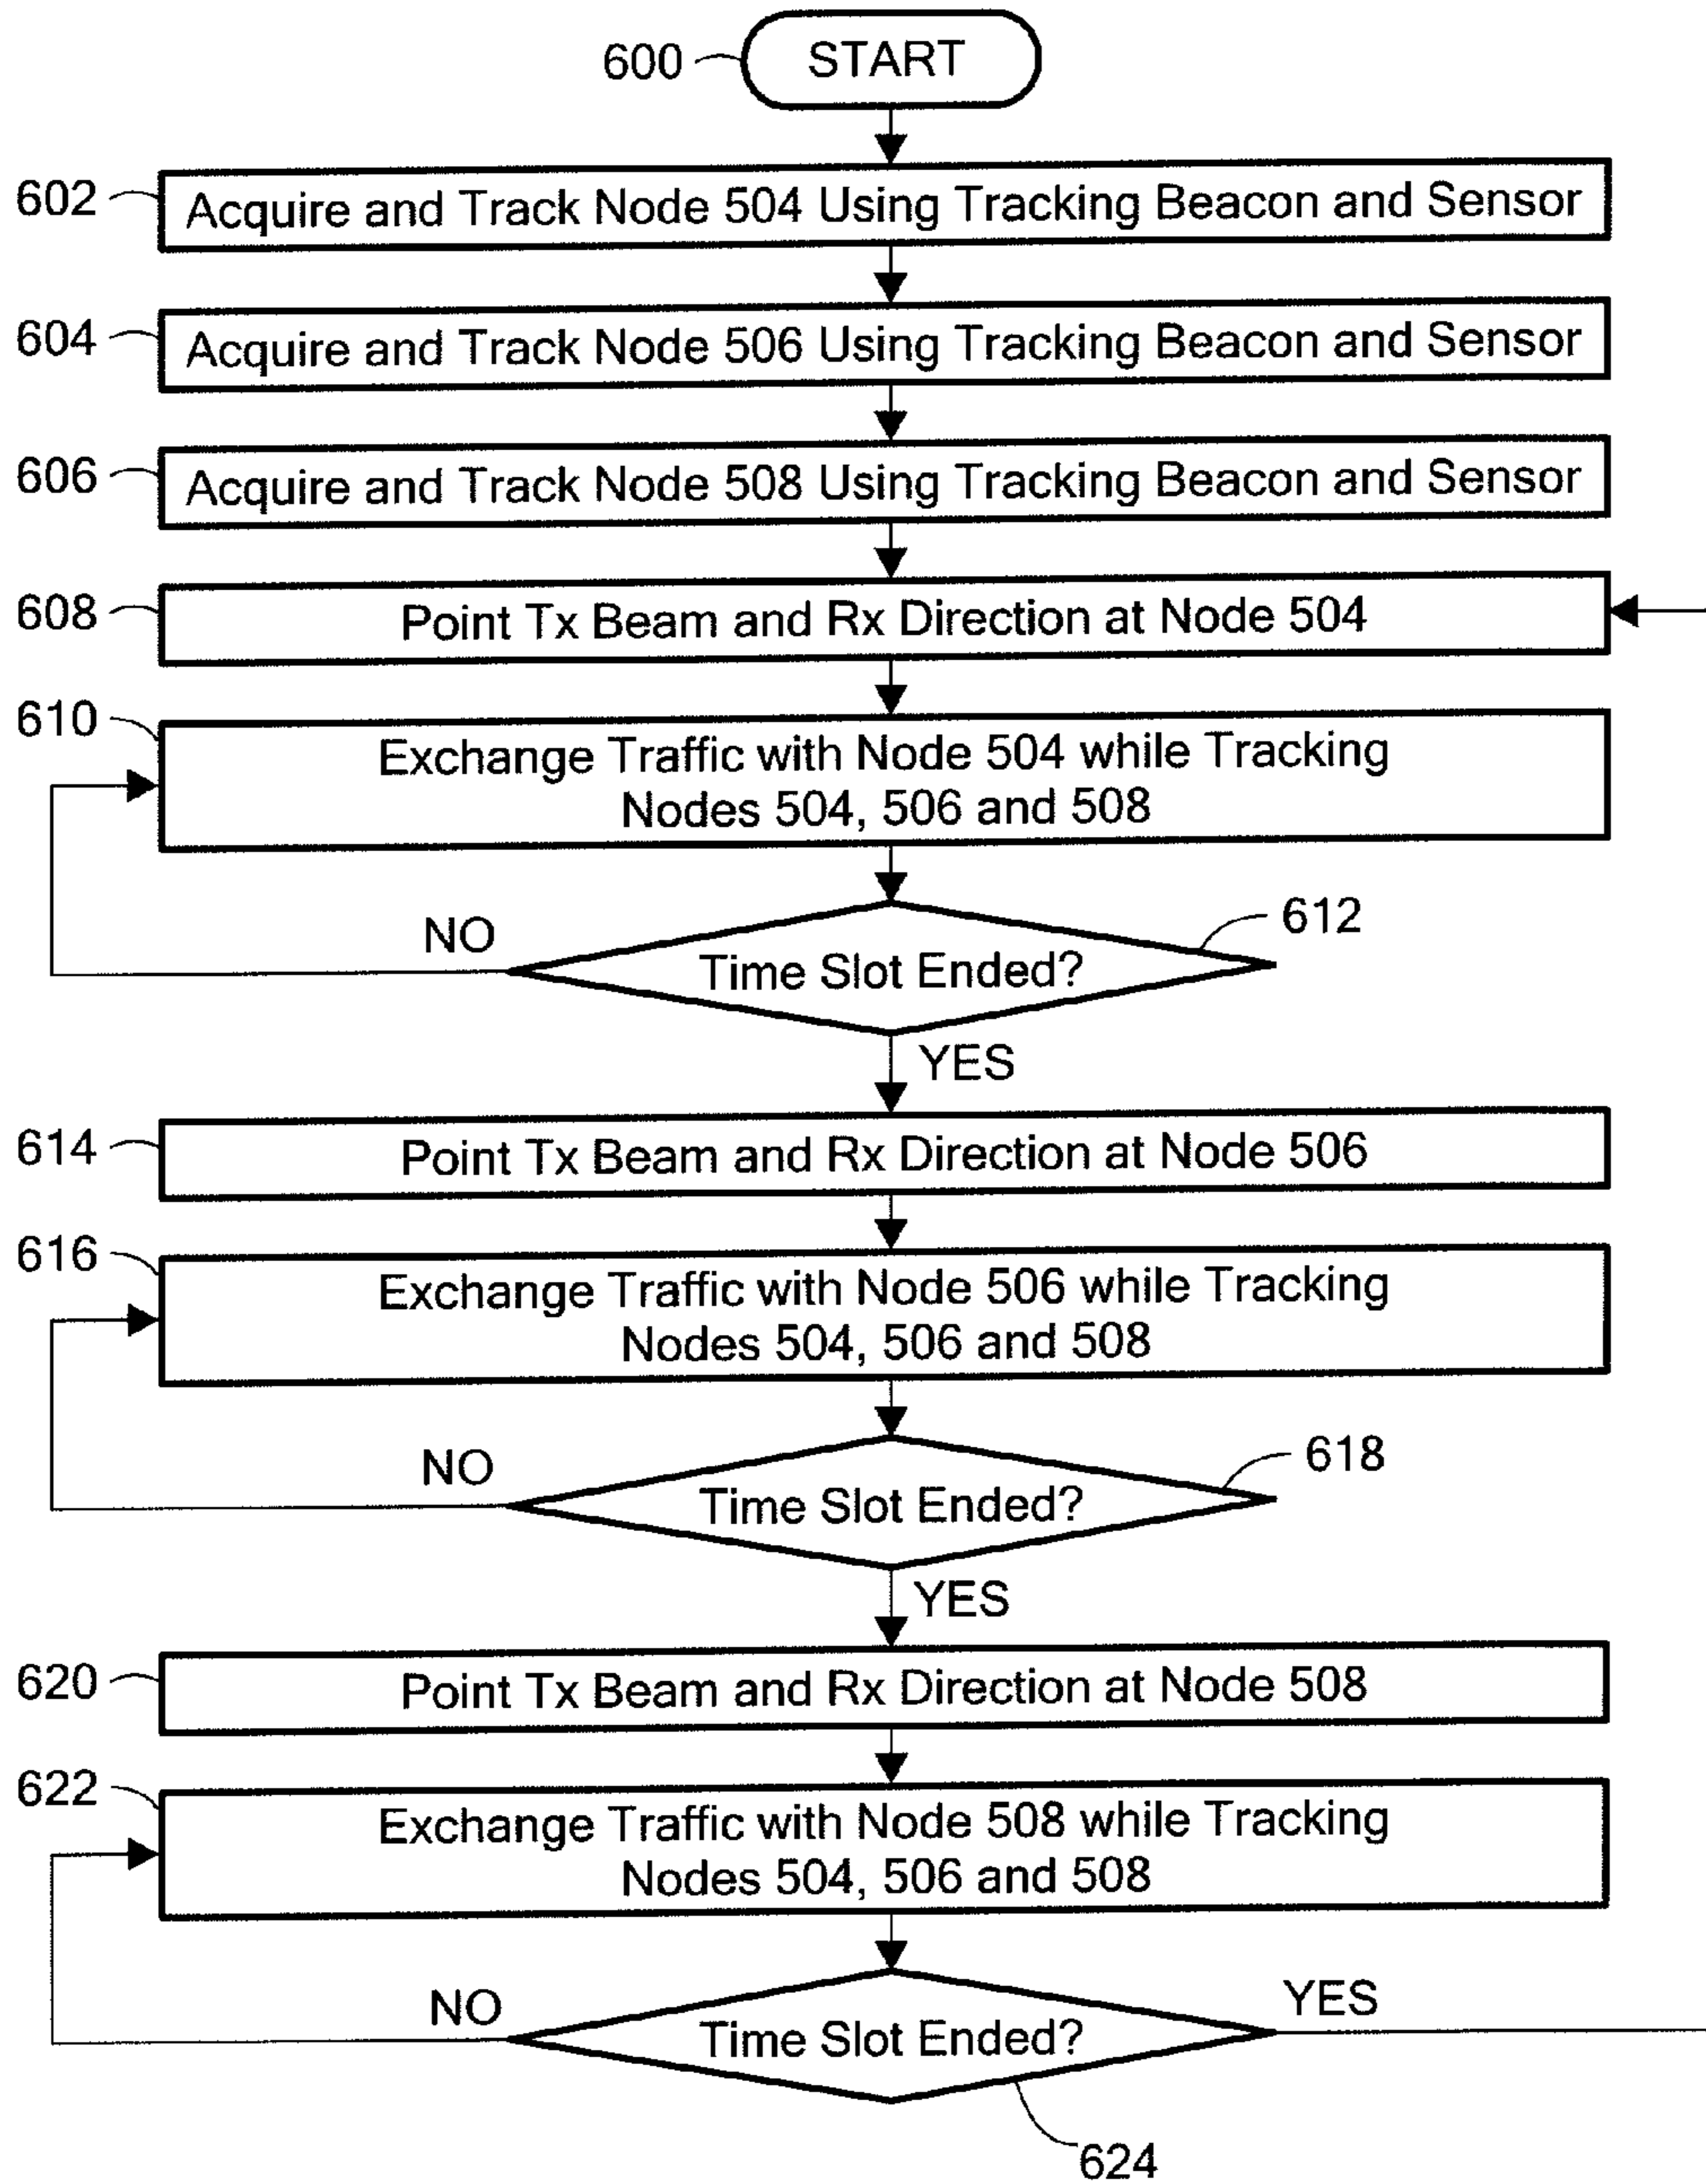 600 START
602 Acquire and Track Node 504 Using Tracking Beacon and Sensor
604 Acquire and Track Node 506 Using Tracking Beacon and Sensor
606 Acquire and Track Node 508 Using Tracking Beacon and Sensor
608 Point Tx Beam and Rx Direction at Node 504
610
Exchange Traffic with Node 504 while Tracking
Nodes 504, 506 and 508
612
NO
Time Slot Ended?
YES
614 Point Tx Beam and Rx Direction at Node 506
616
Exchange Traffic with Node 506 while Tracking
Nodes 504, 506 and 508
618
NO
Time Slot Ended?
YES
620 Point Tx Beam and Rx Direction at Node 508
622
Exchange Traffic with Node 508 while Tracking
Nodes 504, 506 and 508
NO
YES
Time Slot Ended?
624